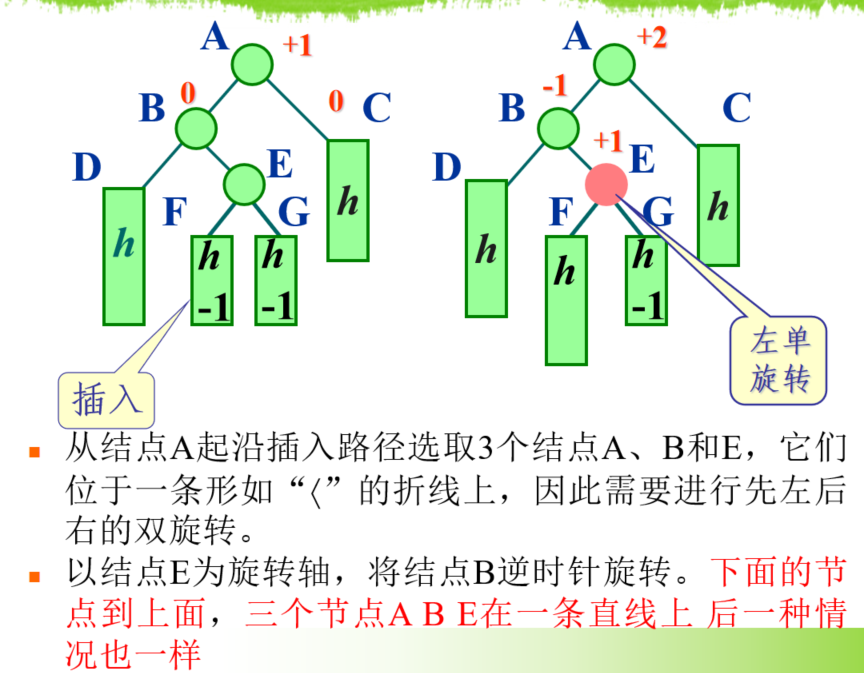 A +1
B 0
0 C
D
E
F
G
h
h
-1
h
-1
h
插入
A +2
-1
B
C
+1 E
D
F
G
h
h
h
-1
h
左单
旋转
从结点A起沿插入路径选取3个结点A、B和E，它们
位于一条形如“〈”的折线上，因此需要进行先左后
右的双旋转。
以结点E为旋转轴，将结点B逆时针旋转。下面的节
点到上面，三个节点A B E在一条直线上 后一种情
况也一样